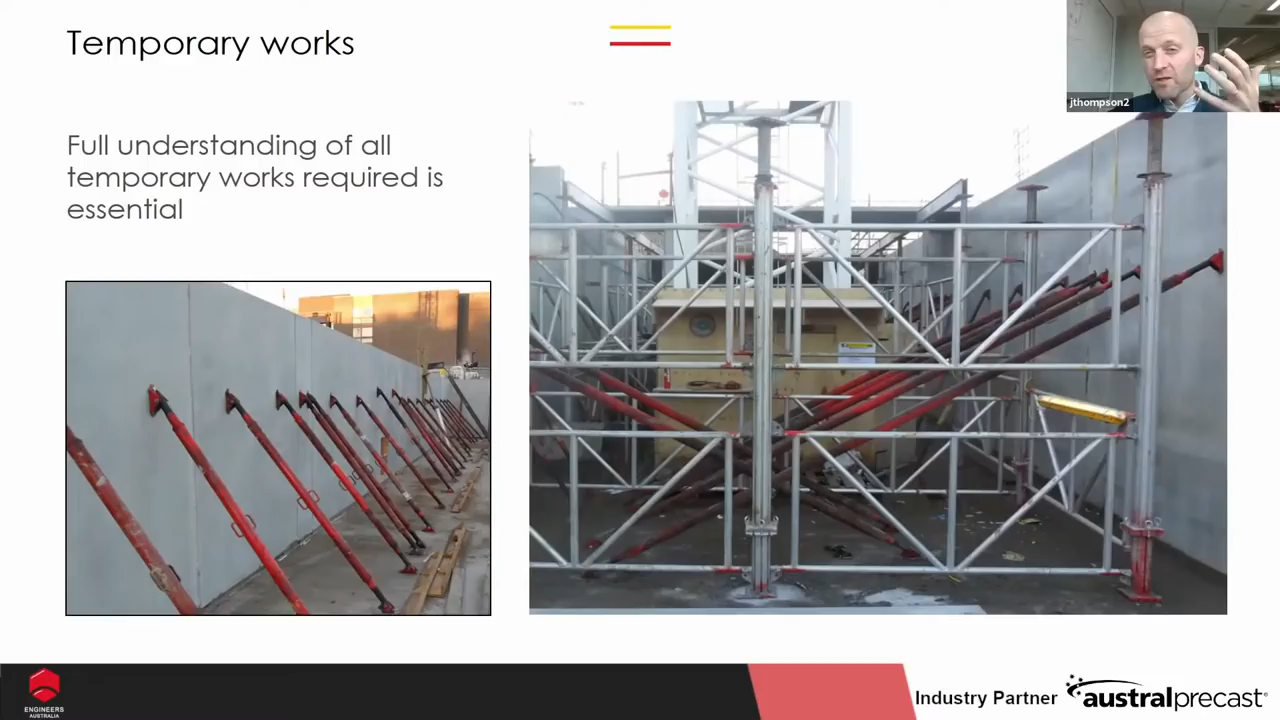 Temporary works
jthompson2
Full understanding of all
temporary works required is
essential
ENGINEERS
AUSTRALIA
Industry Partner
australprecast